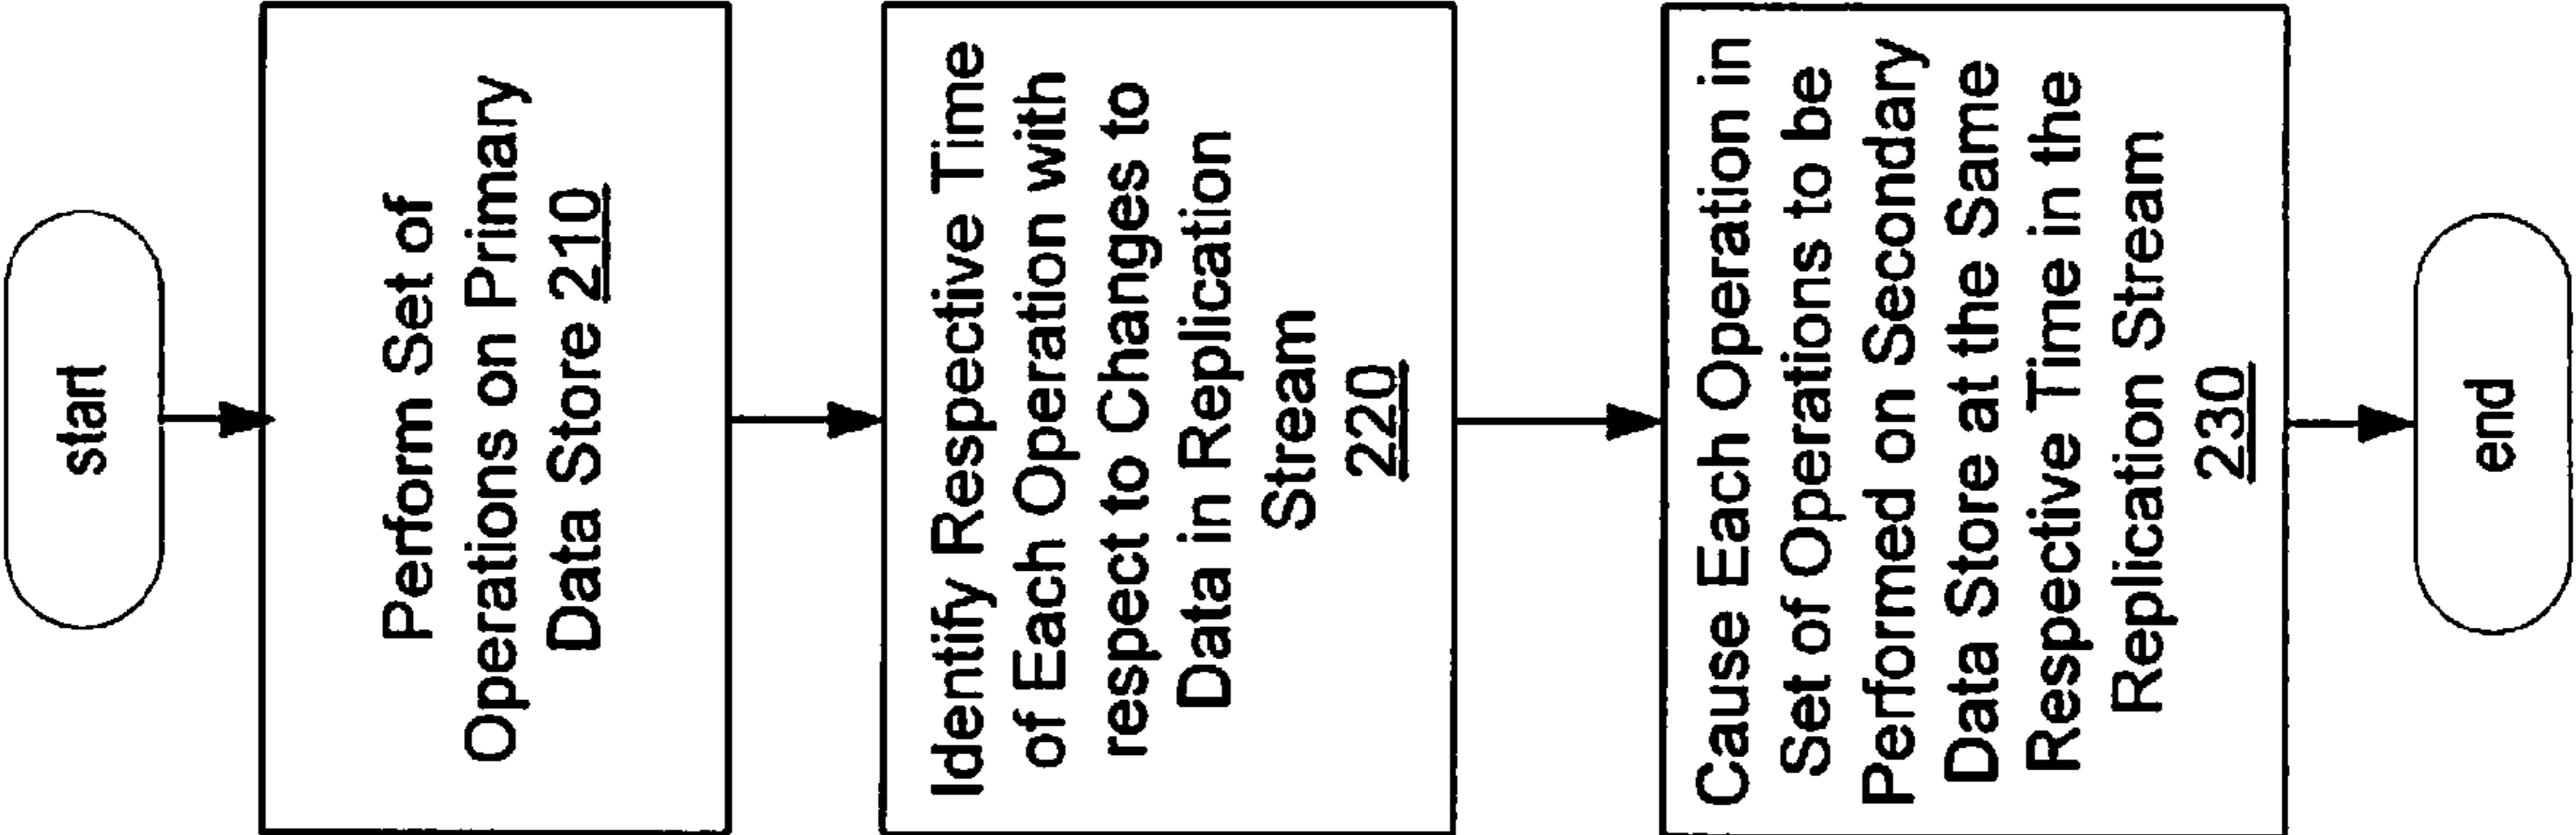 start
Perform Set of
Operations on Primary
Data Store 210
Identify Respective Time
of Each Operation with
respect to Changes to
Data in Replication
Stream
220
Cause Each Operation in
Set of Operations to be
Performed on Secondary
Data Store at the Same
Respective Time in the
Replication Stream
230
end